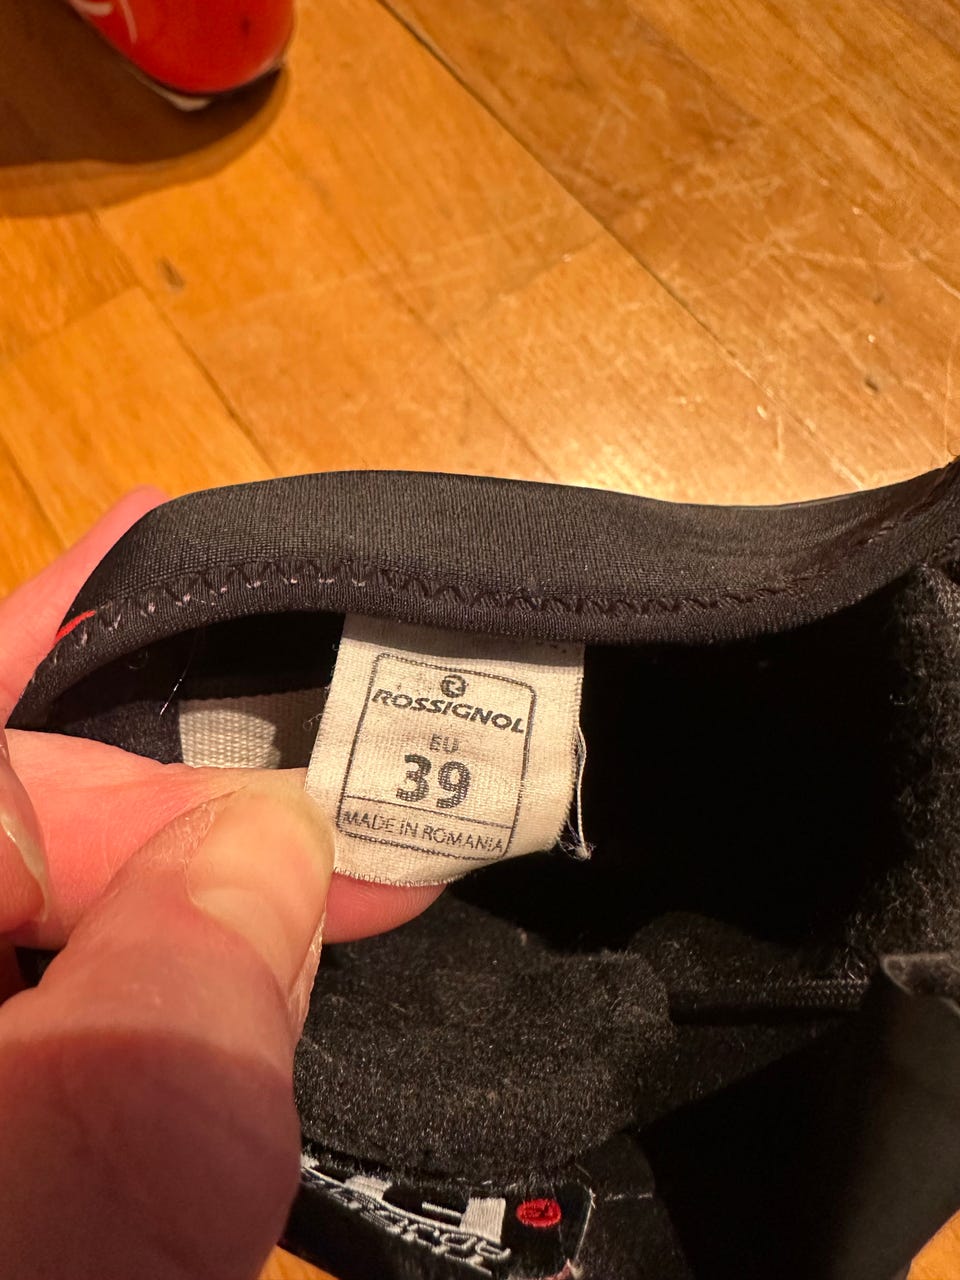 ROSSIGNOL
EU
39
MADE IN ROMANIA